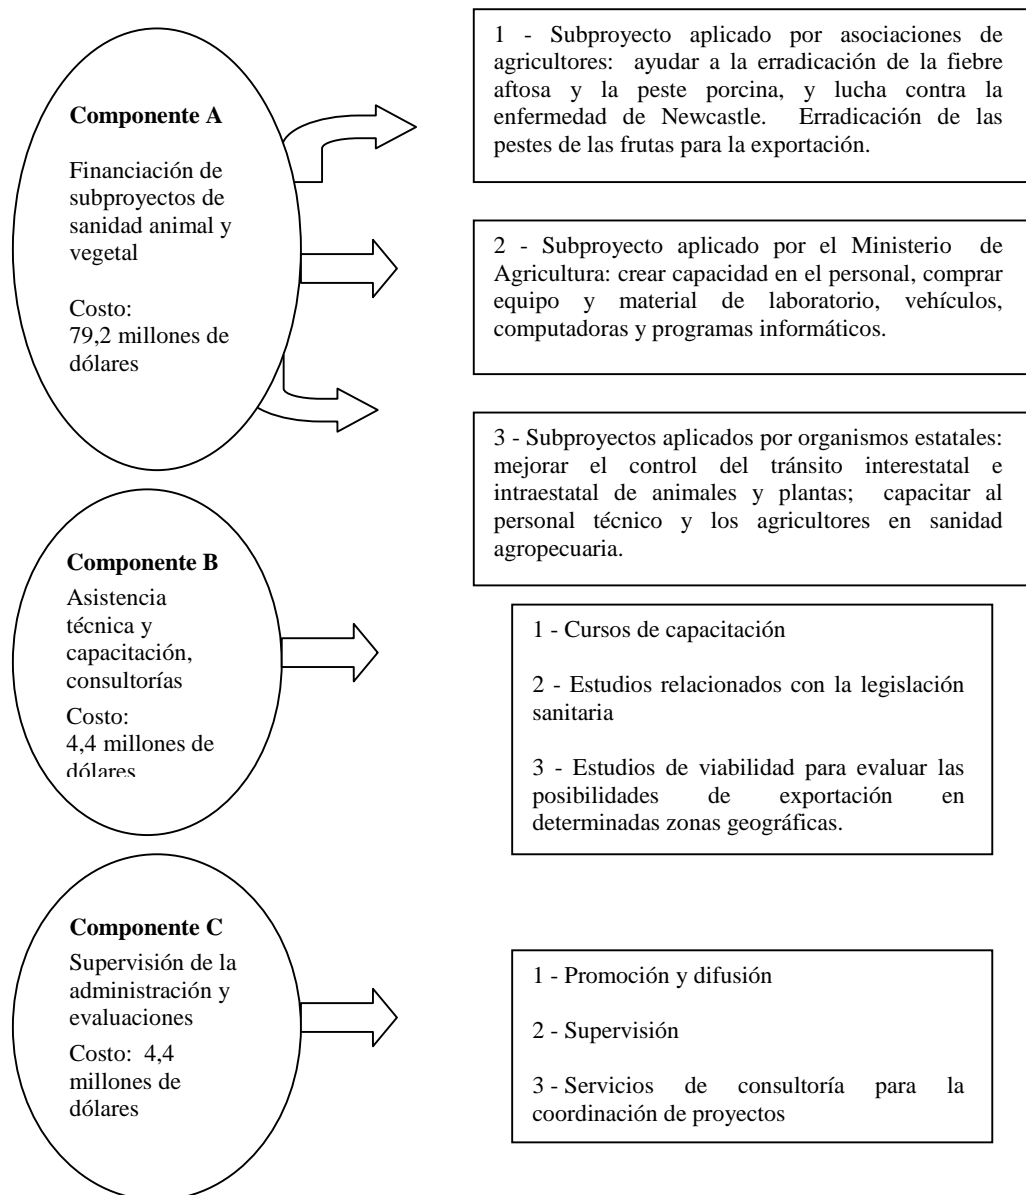 Componente A
Financiación de
subproyectos de
sanidad animal y
vegetal
Costo:
79,2 millones de
dólares
1 - Subproyecto aplicado por asociaciones de
agricultores: ayudar a la erradicación de la fiebre
aftosa y la peste porcina, y lucha contra la
enfermedad de Newcastle. Erradicación de las
pestes de las frutas para la exportación.
2 - Subproyecto aplicado por el Ministerio de
Agricultura: crear capacidad en el personal, comprar
equipo y material de laboratorio, vehículos,
computadoras y programas informáticos.
3 - Subproyectos aplicados por organismos estatales:
mejorar el control del tránsito interestatal e
intraestatal de animales y plantas; capacitar al
personal técnico y los agricultores en sanidad
agropecuaria.
Componente B
Asistencia
técnica y
capacitación,
consultorías
Costo:
4,4 millones de
dólares
1 - Cursos de capacitación
2 - Estudios relacionados con la legislación
sanitaria
3 - Estudios de viabilidad para evaluar las
posibilidades de exportación en
determinadas zonas geográficas.
Componente C
Supervisión de la
administración y
evaluaciones
Costo: 4,4
millones de
dólares
1 - Promoción y difusión
2 - Supervisión
3 - Servicios de consultoría para la
coordinación de proyectos